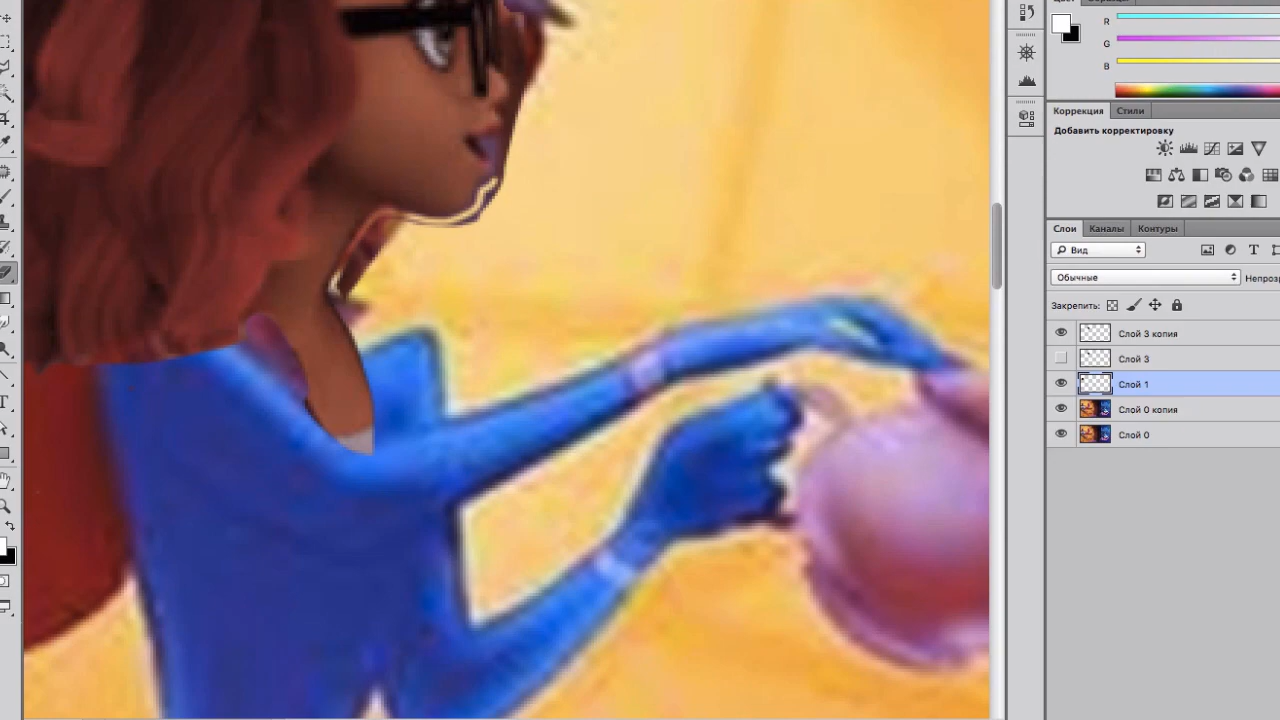 R
G
B
Коррекция Стили
Добавить корректировку
Слои Каналы Контуры
Вид
Обычные
Закрепить:
Слой 3 копия
Слой 3
Слой 1
Слой 0 копия
Слой 0